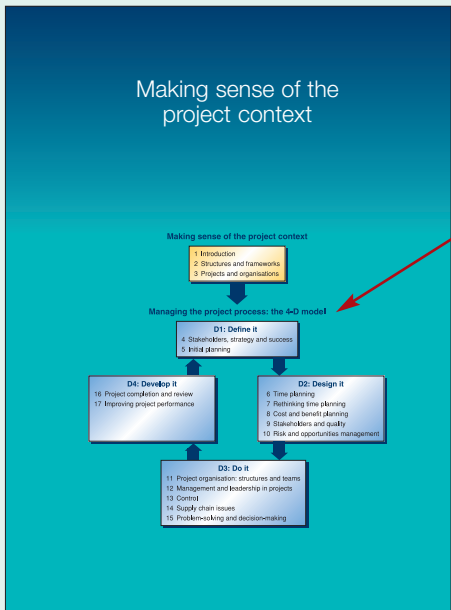 Making sense of the
project context
Making sense of the project context
1 Introduction
2 Structures and frameworks
3 Projects and organisations
Managing the project process: the 4-D model
D1: Define it
4 Stakeholders, strategy and success
5 Initial planning
D4: Develop it
16 Project completion and review
17 Improving project performance
D2: Design it
6 Time planning
7 Rethinking time planning
8 Cost and benefit planning
9 Stakeholders and quality
10 Risk and opportunities management
D3: Do it
11 Project organisation: structures and teams
12 Management and leadership in projects
13 Control
14 Supply chain issues
15 Problem-solving and decision-making